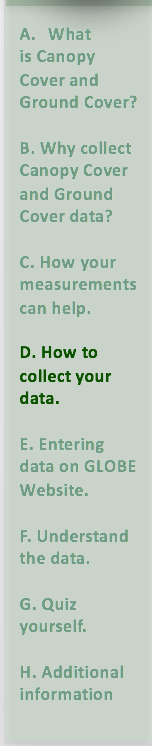 A. What
is Canopy
Cover and
Ground Cover?
B. Why collect
Canopy Cover
and Ground
Cover data?
C. How your
measurements
can help.
D. How to
collect your
data.
E. Entering
data on GLOBE
Website.
F. Understand
the data.
G. Quiz
yourself.
H. Additional
information